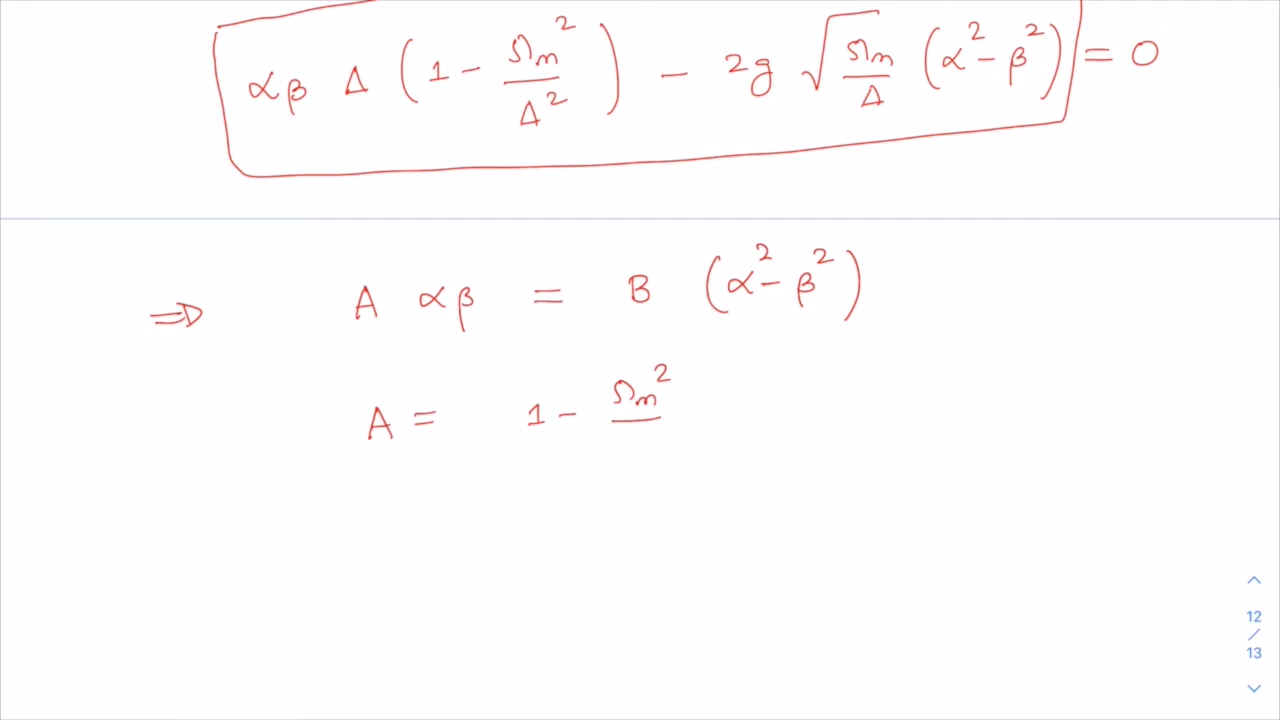 αβ Δ (1 - Ωm²/Δ²) - 2g √(Ωm/Δ) (α² - β²) = 0
⇒ A αβ = B (α² - β²)
A = 1 - Ωm²
12
/
13